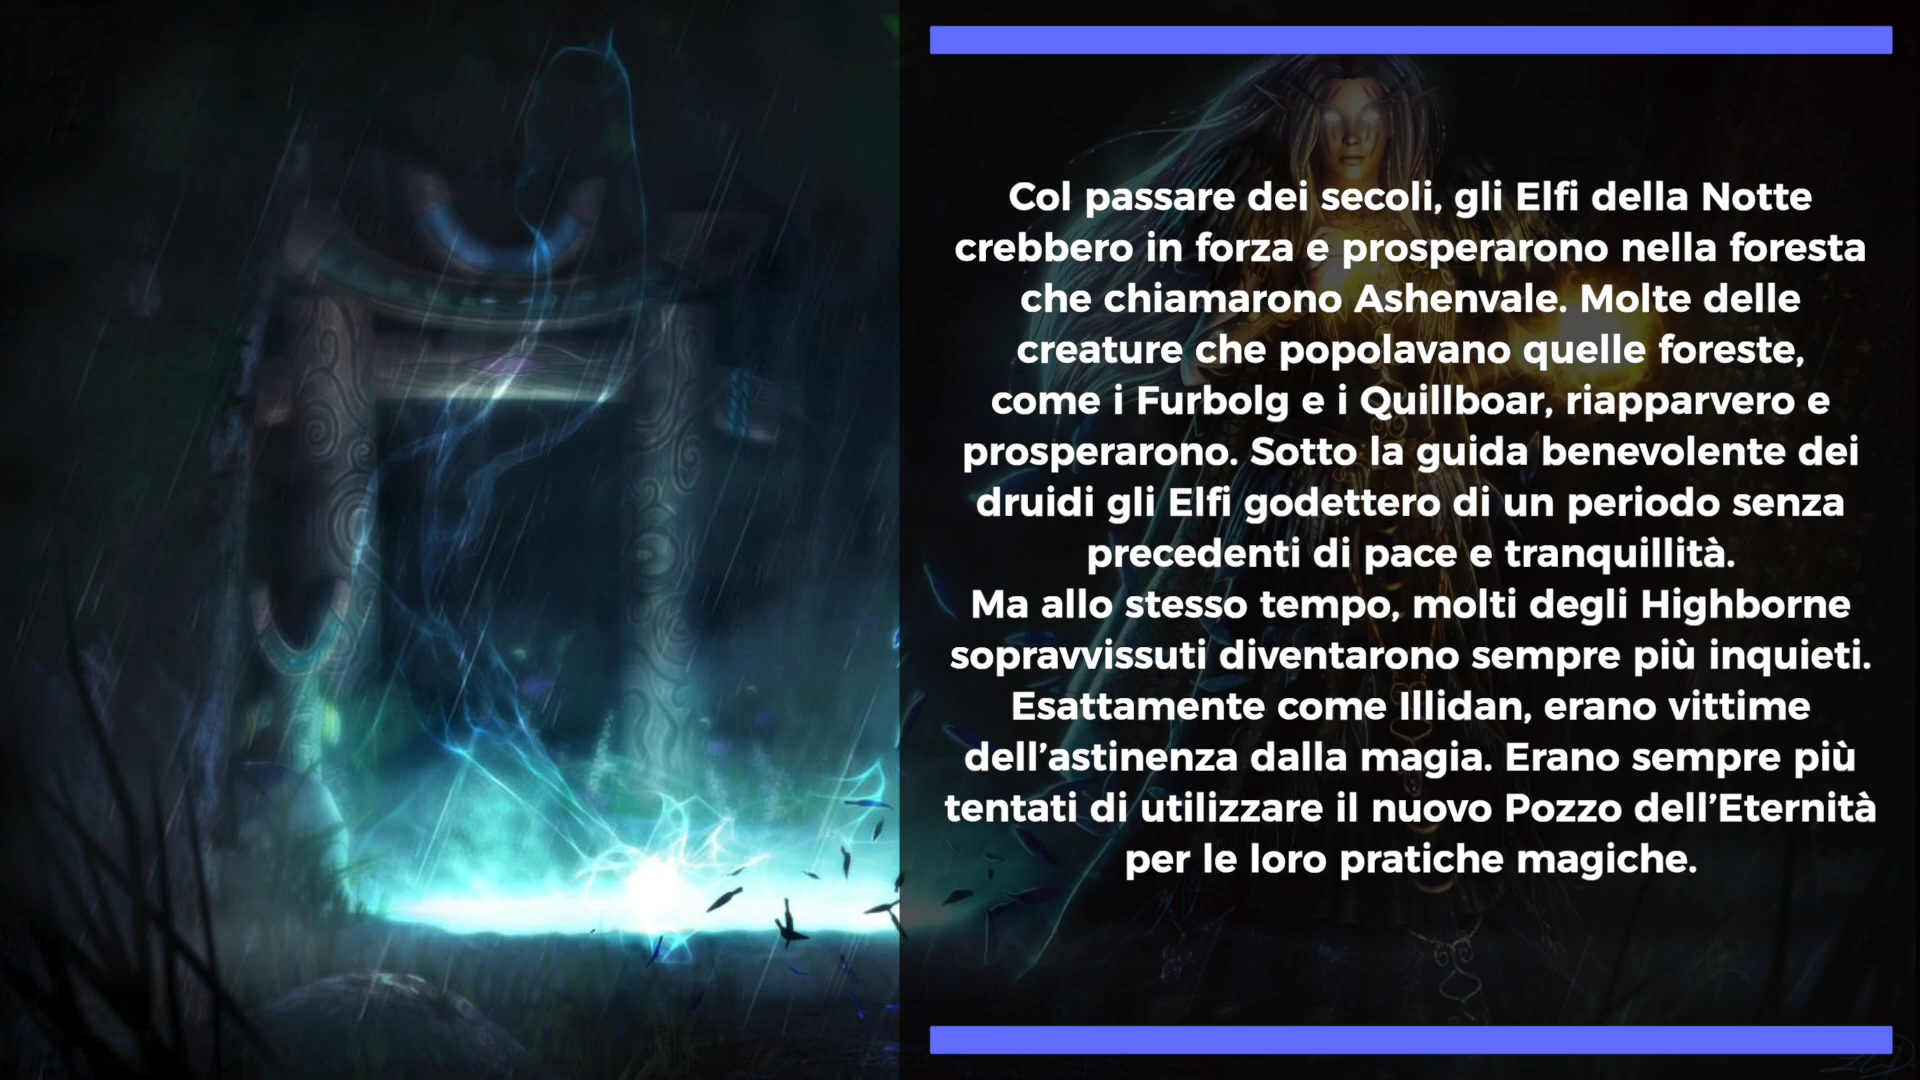 Col passare dei secoli, gli Elfi della Notte
crebbero in forza e prosperarono nella foresta
che chiamarono Ashenvale. Molte delle
creature che popolavano quelle foreste,
come i Furbolg e i Quillboar, riapparvero e
prosperarono. Sotto la guida benevolente dei
druidi gli Elfi godettero di un periodo senza
precedenti di pace e tranquillità.
Ma allo stesso tempo, molti degli Highborne
sopravvissuti diventarono sempre più inquieti.
Esattamente come Illidan, erano vittime
dell’astinenza dalla magia. Erano sempre più
tentati di utilizzare il nuovo Pozzo dell’Eternità
per le loro pratiche magiche.